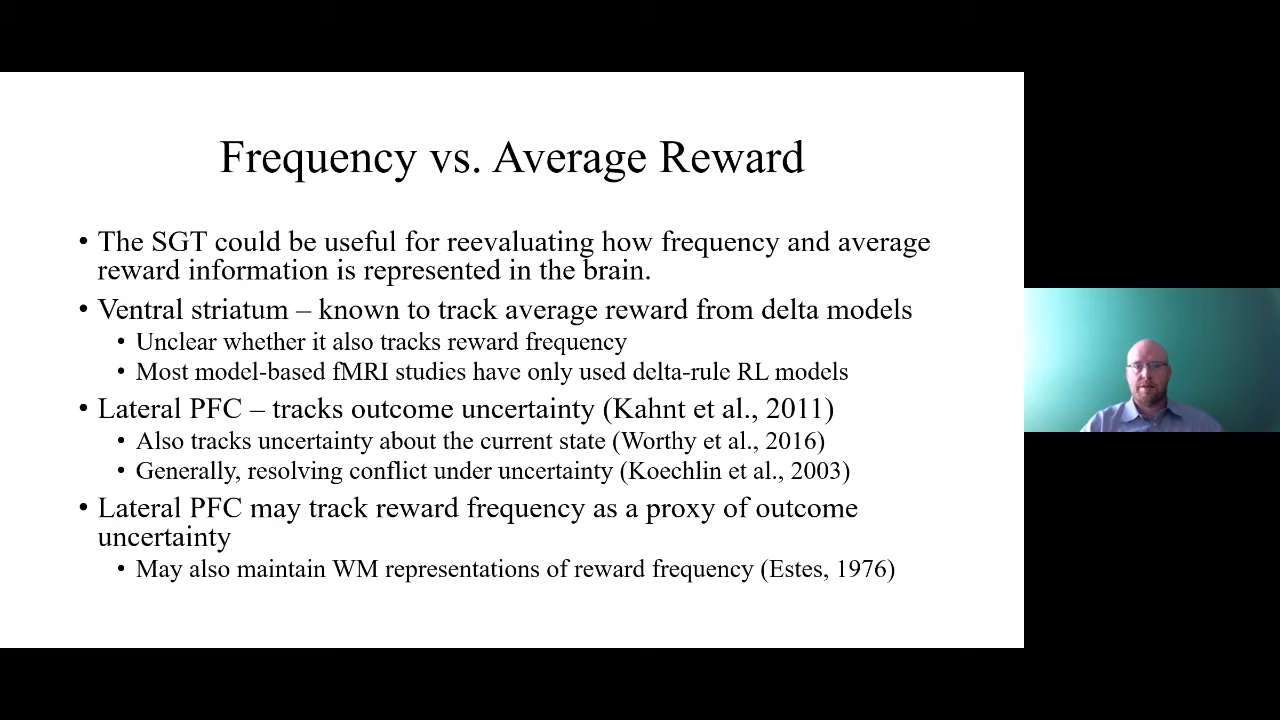 Frequency vs. Average Reward
• The SGT could be useful for reevaluating how frequency and average
reward information is represented in the brain.
• Ventral striatum – known to track average reward from delta models
• Unclear whether it also tracks reward frequency
• Most model-based fMRI studies have only used delta-rule RL models
• Lateral PFC – tracks outcome uncertainty (Kahnt et al., 2011)
• Also tracks uncertainty about the current state (Worthy et al., 2016)
• Generally, resolving conflict under uncertainty (Koechlin et al., 2003)
• Lateral PFC may track reward frequency as a proxy of outcome
uncertainty
• May also maintain WM representations of reward frequency (Estes, 1976)